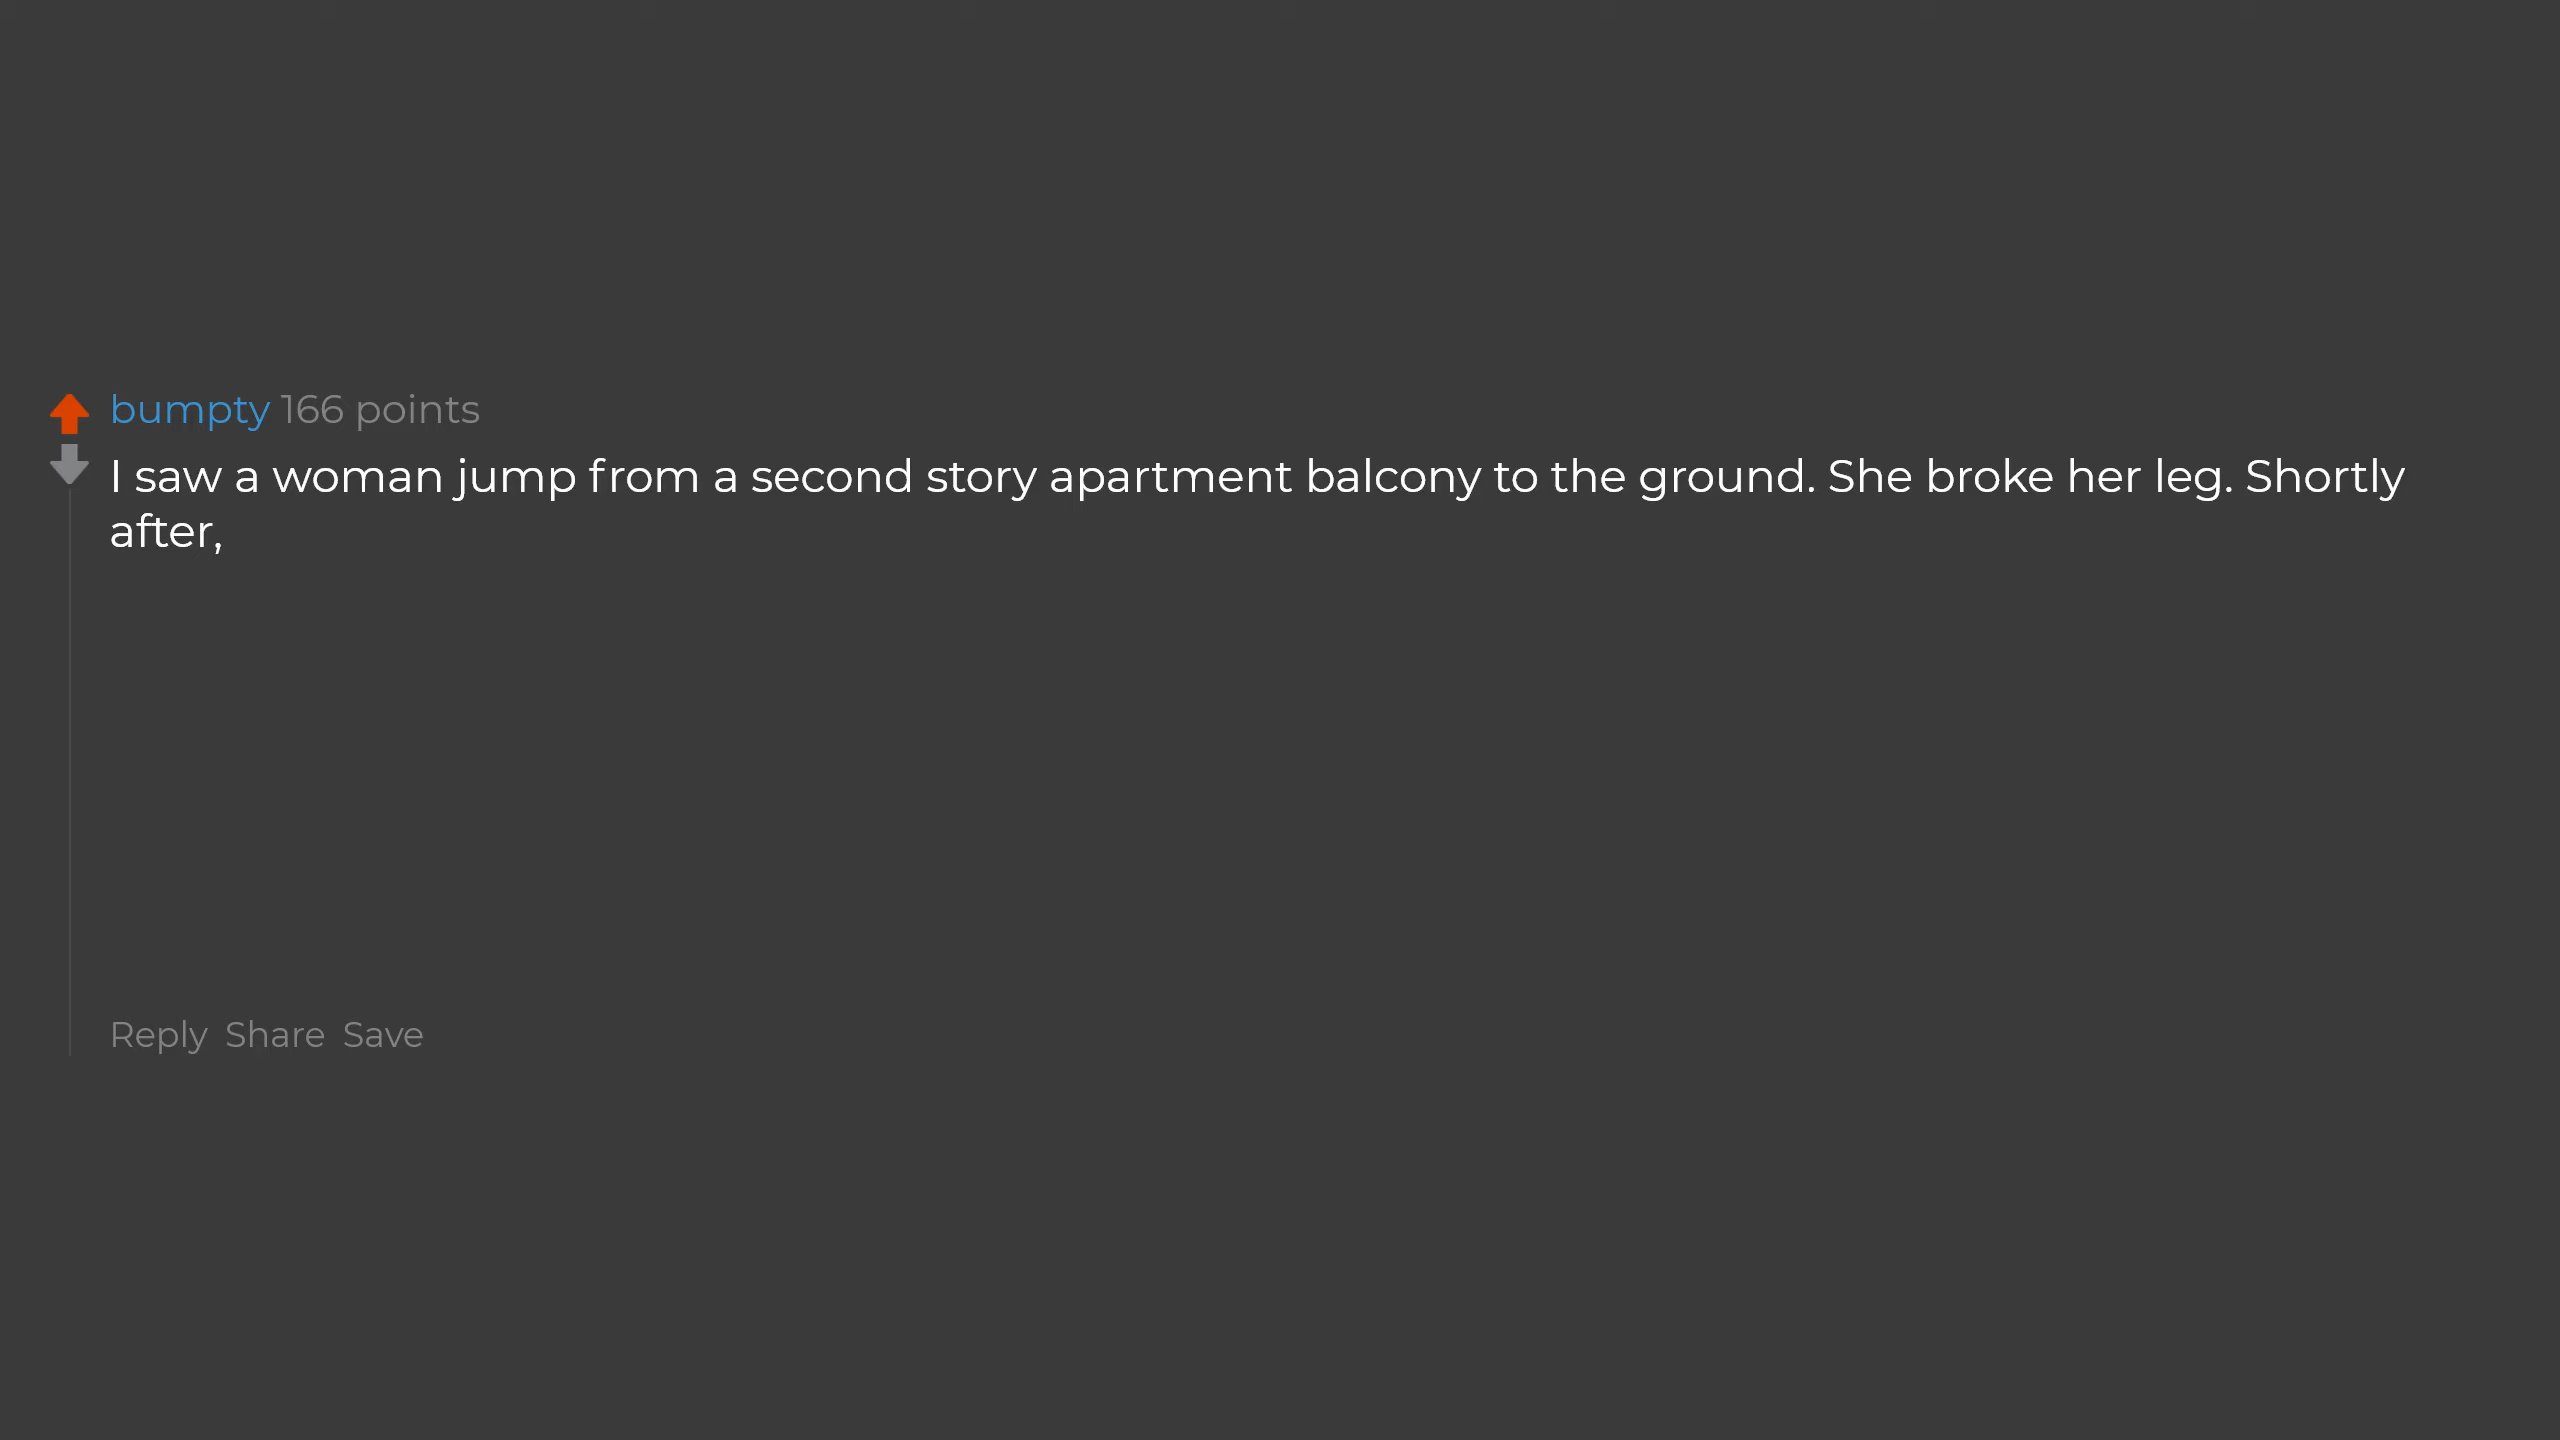 bumpty 166 points
I saw a woman jump from a second story apartment balcony to the ground. She broke her leg. Shortly
after,
Reply Share Save